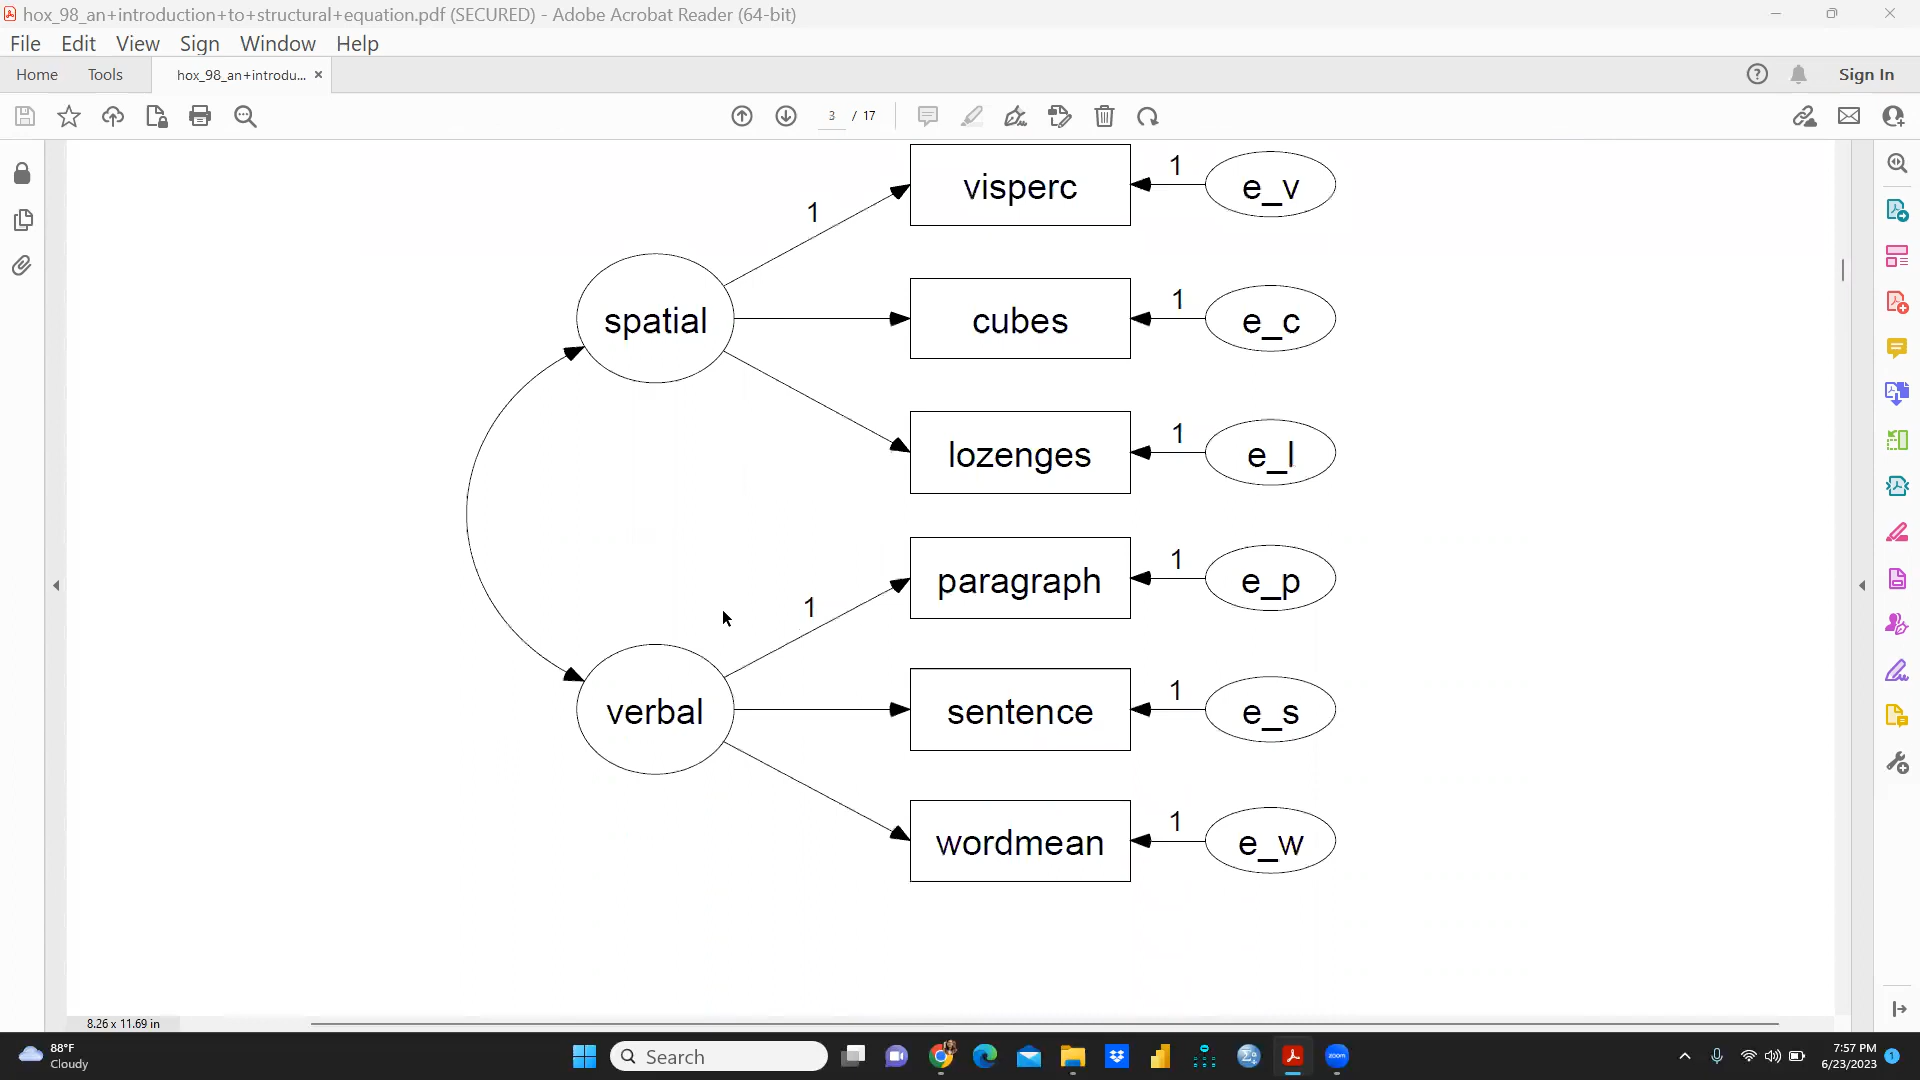 hox_98_an+introduction+to+structural+equation.pdf (SECURED) - Adobe Acrobat Reader (64-bit)
File Edit View Sign Window Help
Home Tools hox_98_an+introdu... × Sign In
3 / 17
visperc
1
1
e_v
spatial
cubes
1
e_c
lozenges
1
e_l
paragraph
1
1
e_p
verbal
sentence
1
e_s
wordmean
1
e_w
8.26 x 11.69 in
88°F
Cloudy
Search
zoom
7:57 PM
6/23/2023
1